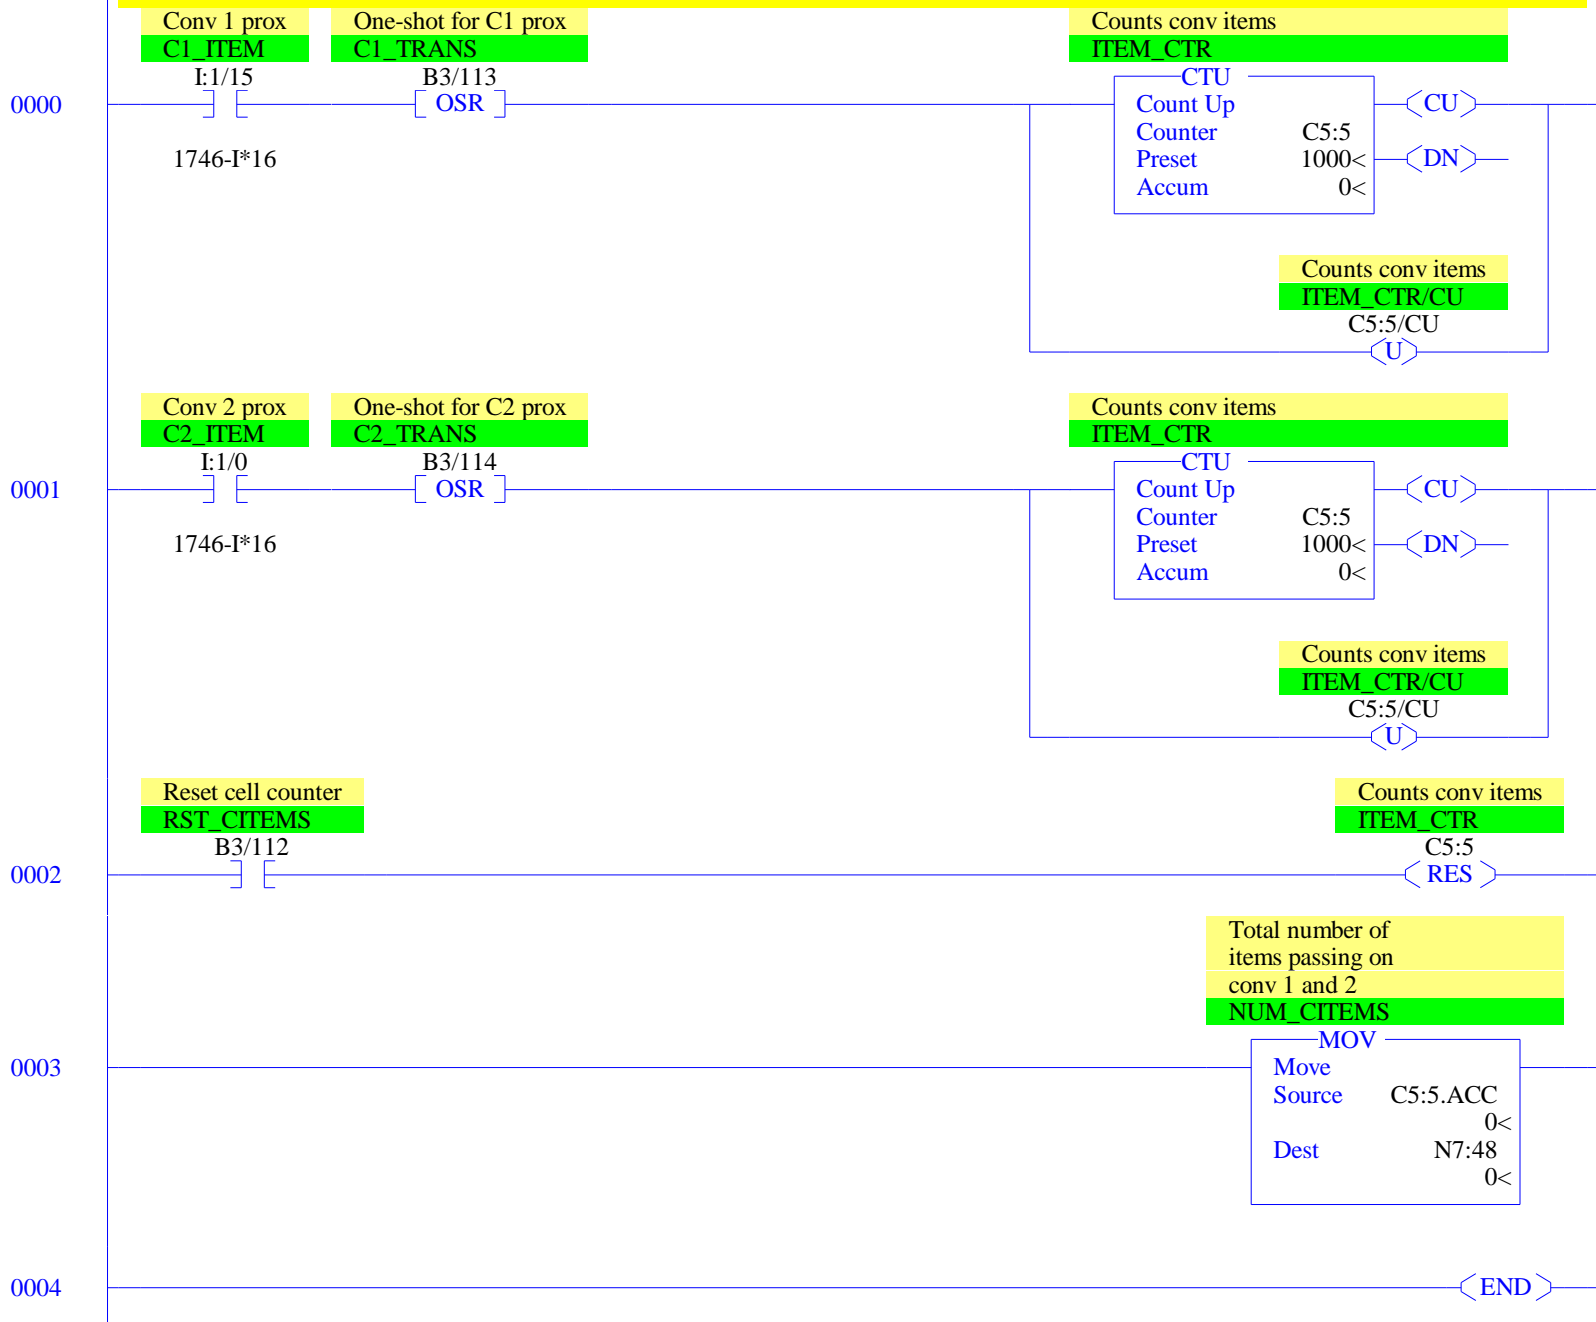 Conv 1 prox One-shot for C1 prox Counts conv items
C1_ITEM C1_TRANS ITEM_CTR
I:1/15 B3/113 CTU
0000 OSR Count Up CU
Counter C5:5
1746-I*16 Preset 1000< DN
Accum 0<
Counts conv items
ITEM_CTR/CU
C5:5/CU
U
Conv 2 prox One-shot for C2 prox Counts conv items
C2_ITEM C2_TRANS ITEM_CTR
I:1/0 B3/114 CTU
0001 OSR Count Up CU
Counter C5:5
1746-I*16 Preset 1000< DN
Accum 0<
Counts conv items
ITEM_CTR/CU
C5:5/CU
U
Reset cell counter Counts conv items
RST_CITEMS ITEM_CTR
B3/112 C5:5
0002 RES
Total number of
items passing on
conv 1 and 2
NUM_CITEMS
MOV
0003 Move
Source C5:5.ACC
0<
Dest N7:48
0<
0004 END